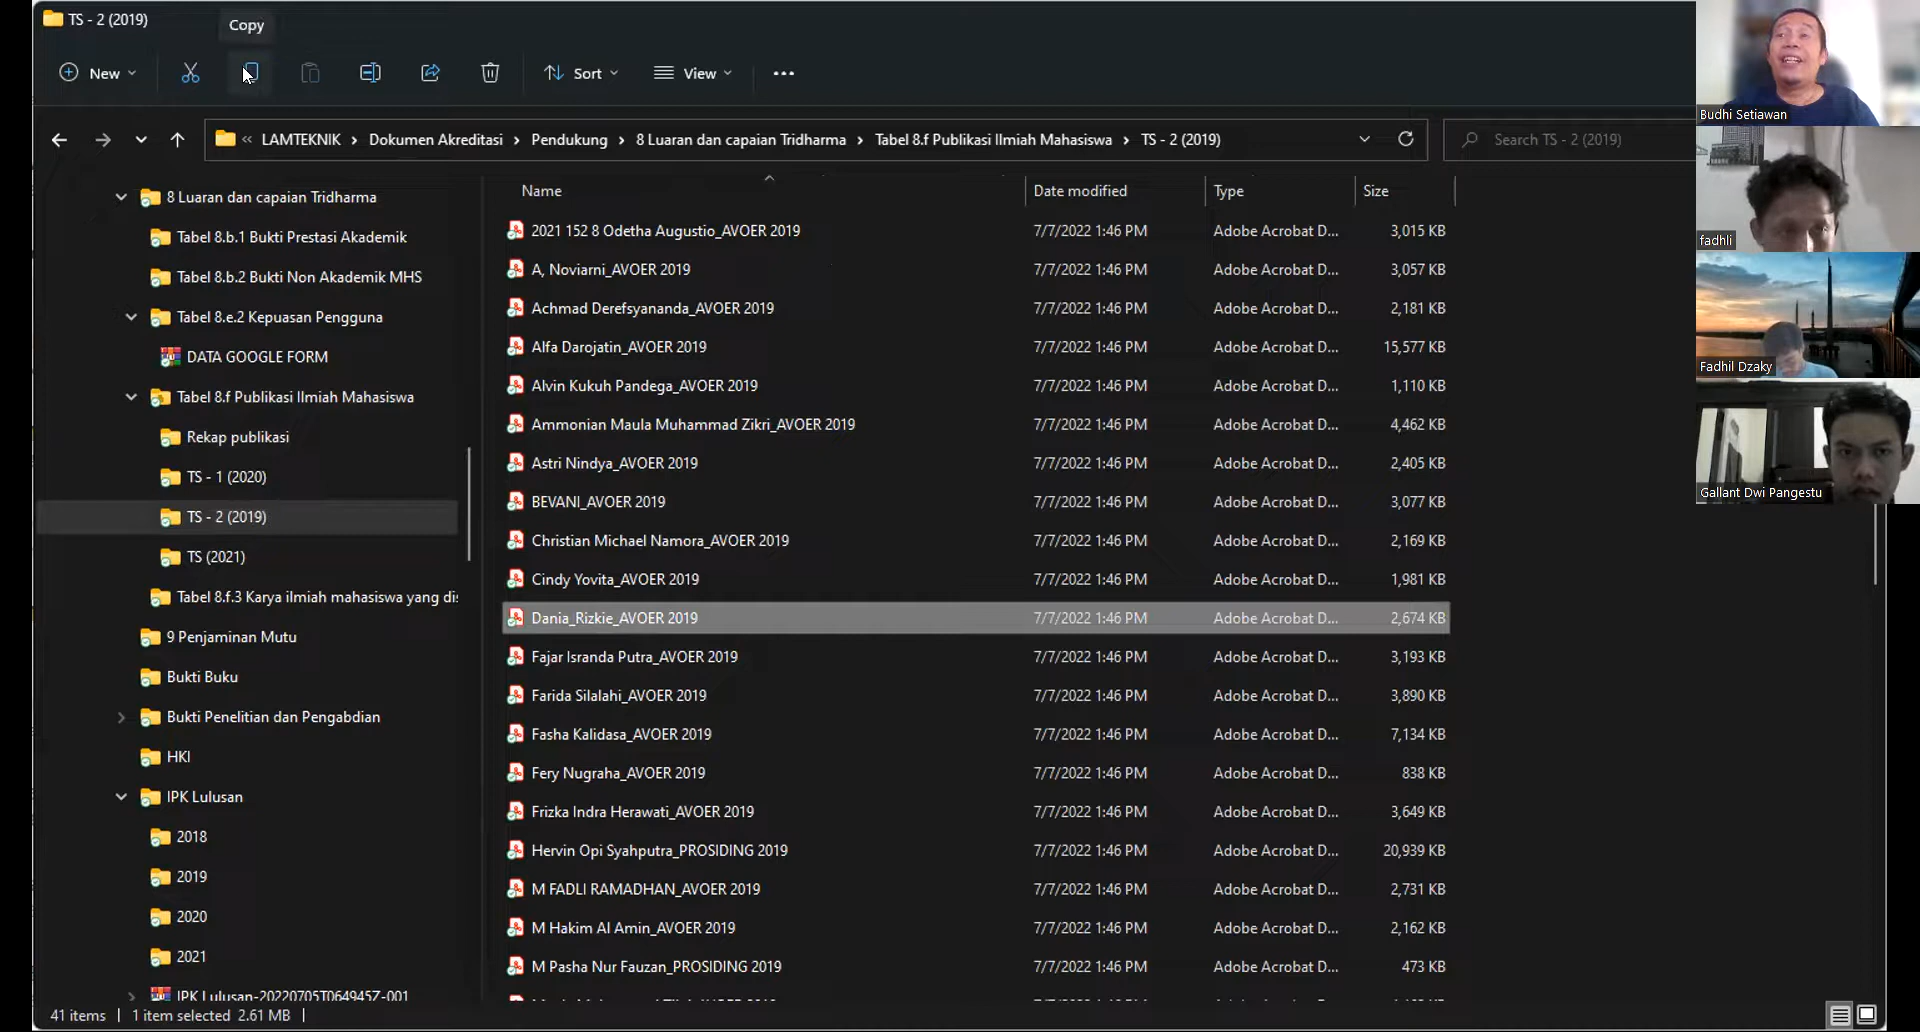 TS - 2 (2019)
Copy
New
Sort
View
LAMTEKNIK > Dokumen Akreditasi > Pendukung > 8 Luaran dan capaian Tridharma > Tabel 8.f Publikasi Ilmiah Mahasiswa > TS - 2 (2019)
Search TS - 2 (2019)
8 Luaran dan capaian Tridharma
Tabel 8.b.1 Bukti Prestasi Akademik
Tabel 8.b.2 Bukti Non Akademik MHS
Tabel 8.e.2 Kepuasan Pengguna
DATA GOOGLE FORM
Tabel 8.f Publikasi Ilmiah Mahasiswa
Rekap publikasi
TS - 1 (2020)
TS - 2 (2019)
TS (2021)
Tabel 8.f.3 Karya ilmiah mahasiswa yang di
9 Penjaminan Mutu
Bukti Buku
Bukti Penelitian dan Pengabdian
HKI
IPK Lulusan
2018
2019
2020
2021
IPK Lulusan-20220705T064945Z-001
Name Date modified Type Size
2021 152 8 Odetha Augustio_AVOER 2019 7/7/2022 1:46 PM Adobe Acrobat D... 3,015 KB
A, Noviarni_AVOER 2019 7/7/2022 1:46 PM Adobe Acrobat D... 3,057 KB
Achmad Derefsyananda_AVOER 2019 7/7/2022 1:46 PM Adobe Acrobat D... 2,181 KB
Alfa Darojatin_AVOER 2019 7/7/2022 1:46 PM Adobe Acrobat D... 15,577 KB
Alvin Kukuh Pandega_AVOER 2019 7/7/2022 1:46 PM Adobe Acrobat D... 1,110 KB
Ammonian Maula Muhammad Zikri_AVOER 2019 7/7/2022 1:46 PM Adobe Acrobat D... 4,462 KB
Astri Nindya_AVOER 2019 7/7/2022 1:46 PM Adobe Acrobat D... 2,405 KB
BEVANI_AVOER 2019 7/7/2022 1:46 PM Adobe Acrobat D... 3,077 KB
Christian Michael Namora_AVOER 2019 7/7/2022 1:46 PM Adobe Acrobat D... 2,169 KB
Cindy Yovita_AVOER 2019 7/7/2022 1:46 PM Adobe Acrobat D... 1,981 KB
Dania_Rizkie_AVOER 2019 7/7/2022 1:46 PM Adobe Acrobat D... 2,674 KB
Fajar Isranda Putra_AVOER 2019 7/7/2022 1:46 PM Adobe Acrobat D... 3,193 KB
Farida Silalahi_AVOER 2019 7/7/2022 1:46 PM Adobe Acrobat D... 3,890 KB
Fasha Kalidasa_AVOER 2019 7/7/2022 1:46 PM Adobe Acrobat D... 7,134 KB
Fery Nugraha_AVOER 2019 7/7/2022 1:46 PM Adobe Acrobat D... 838 KB
Frizka Indra Herawati_AVOER 2019 7/7/2022 1:46 PM Adobe Acrobat D... 3,649 KB
Hervin Opi Syahputra_PROSIDING 2019 7/7/2022 1:46 PM Adobe Acrobat D... 20,939 KB
M FADLI RAMADHAN_AVOER 2019 7/7/2022 1:46 PM Adobe Acrobat D... 2,731 KB
M Hakim Al Amin_AVOER 2019 7/7/2022 1:46 PM Adobe Acrobat D... 2,162 KB
M Pasha Nur Fauzan_PROSIDING 2019 7/7/2022 1:46 PM Adobe Acrobat D... 473 KB
41 items | 1 item selected 2.61 MB |
Budhi Setiawan
fadhli
Fadhil Dzaky
Gallant Dwi Pangestu